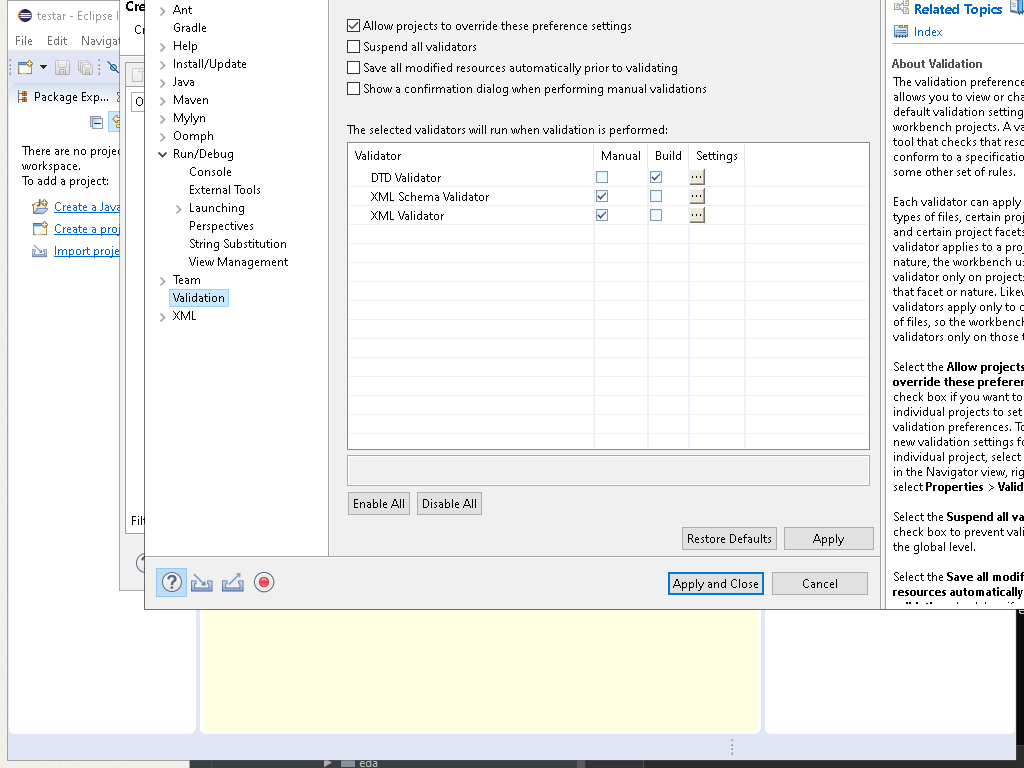 testar - Eclipse I
File Edit Naviga
Package Exp...
There are no proje
workspace.
To add a project:
Create a Java
Create a proj
Import proje
Cre
Cr
Filt
Ant
Gradle
Help
Install/Update
Java
Maven
Mylyn
Oomph
Run/Debug
Console
External Tools
Launching
Perspectives
String Substitution
View Management
Team
Validation
XML
Allow projects to override these preference settings
Suspend all validators
Save all modified resources automatically prior to validating
Show a confirmation dialog when performing manual validations
The selected validators will run when validation is performed:
Validator Manual Build Settings
DTD Validator ...
XML Schema Validator ...
XML Validator ...
Enable All Disable All
Restore Defaults Apply
Apply and Close Cancel
Related Topics
Index
About Validation
The validation preference
allows you to view or cha
default validation setting
workbench projects. A va
tool that checks that reso
conform to a specificatio
some other set of rules.
Each validator can apply
types of files, certain proj
and certain project facets
validator applies to a proj
nature, the workbench us
validator only on projects
that facet or nature. Likew
validators apply only to c
of files, so the workbench
validators only on those t
Select the Allow projects
override these preferen
check box if you want to
individual projects to set
validation preferences. To
new validation settings fo
individual project, select
in the Navigator view, rig
select Properties > Valid
Select the Suspend all va
check box to prevent vali
the global level.
Select the Save all modif
resources automatically
eda